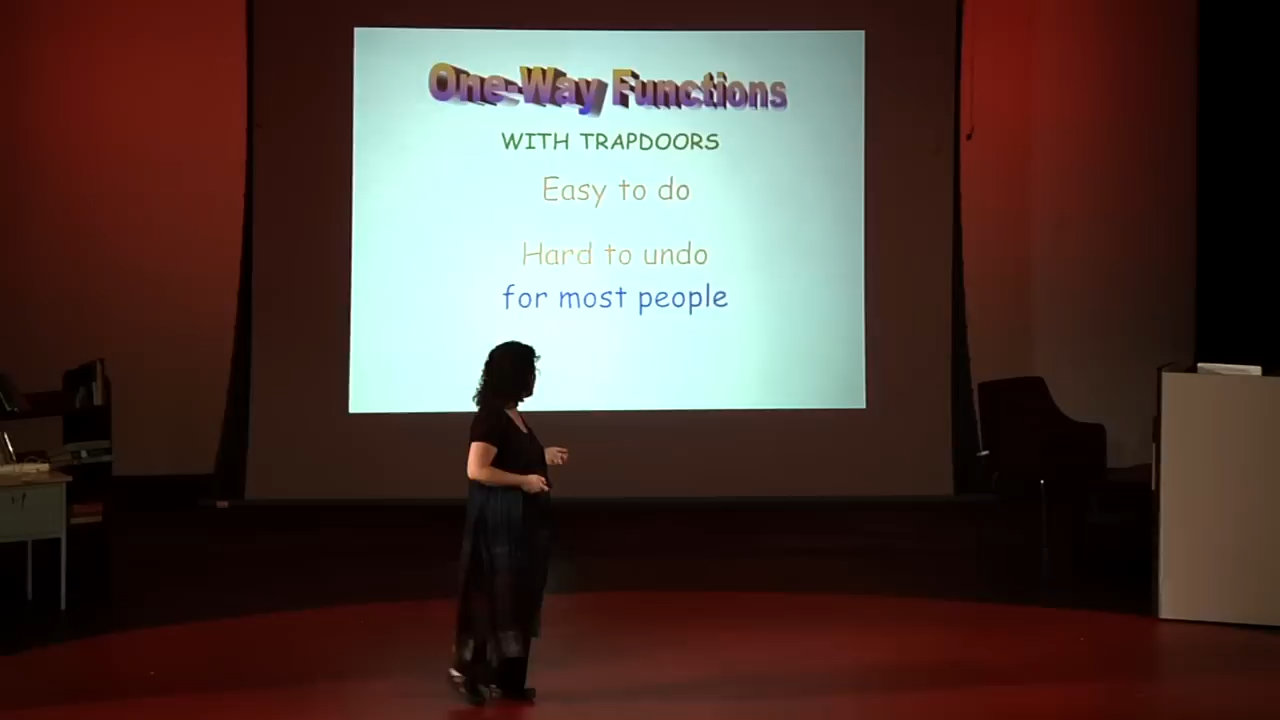 One-Way Functions
WITH TRAPDOORS
Easy to do
Hard to undo
for most people